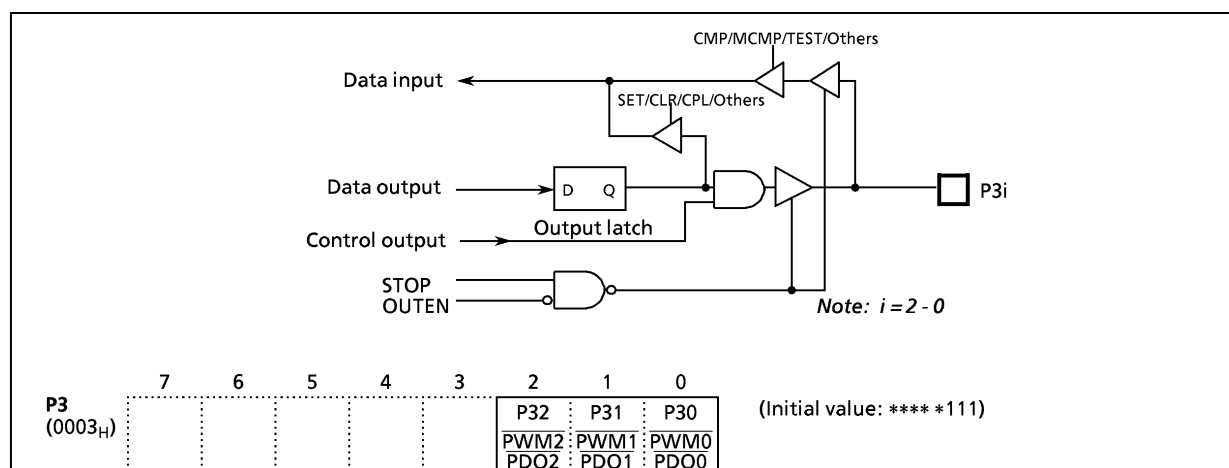 CMP/MCMP/TEST/Others
Data input
SET/CLR/CPL/Others
Data output
D Q
P3i
Output latch
Control output
STOP
OUTEN
Note: i = 2 - 0
7 6 5 4 3 2 1 0
P3
(0003H)
P32 P31 P30
(Initial value: **** *111)
PWM2 PWM1 PWM0
PDO2 PDO1 PDO0